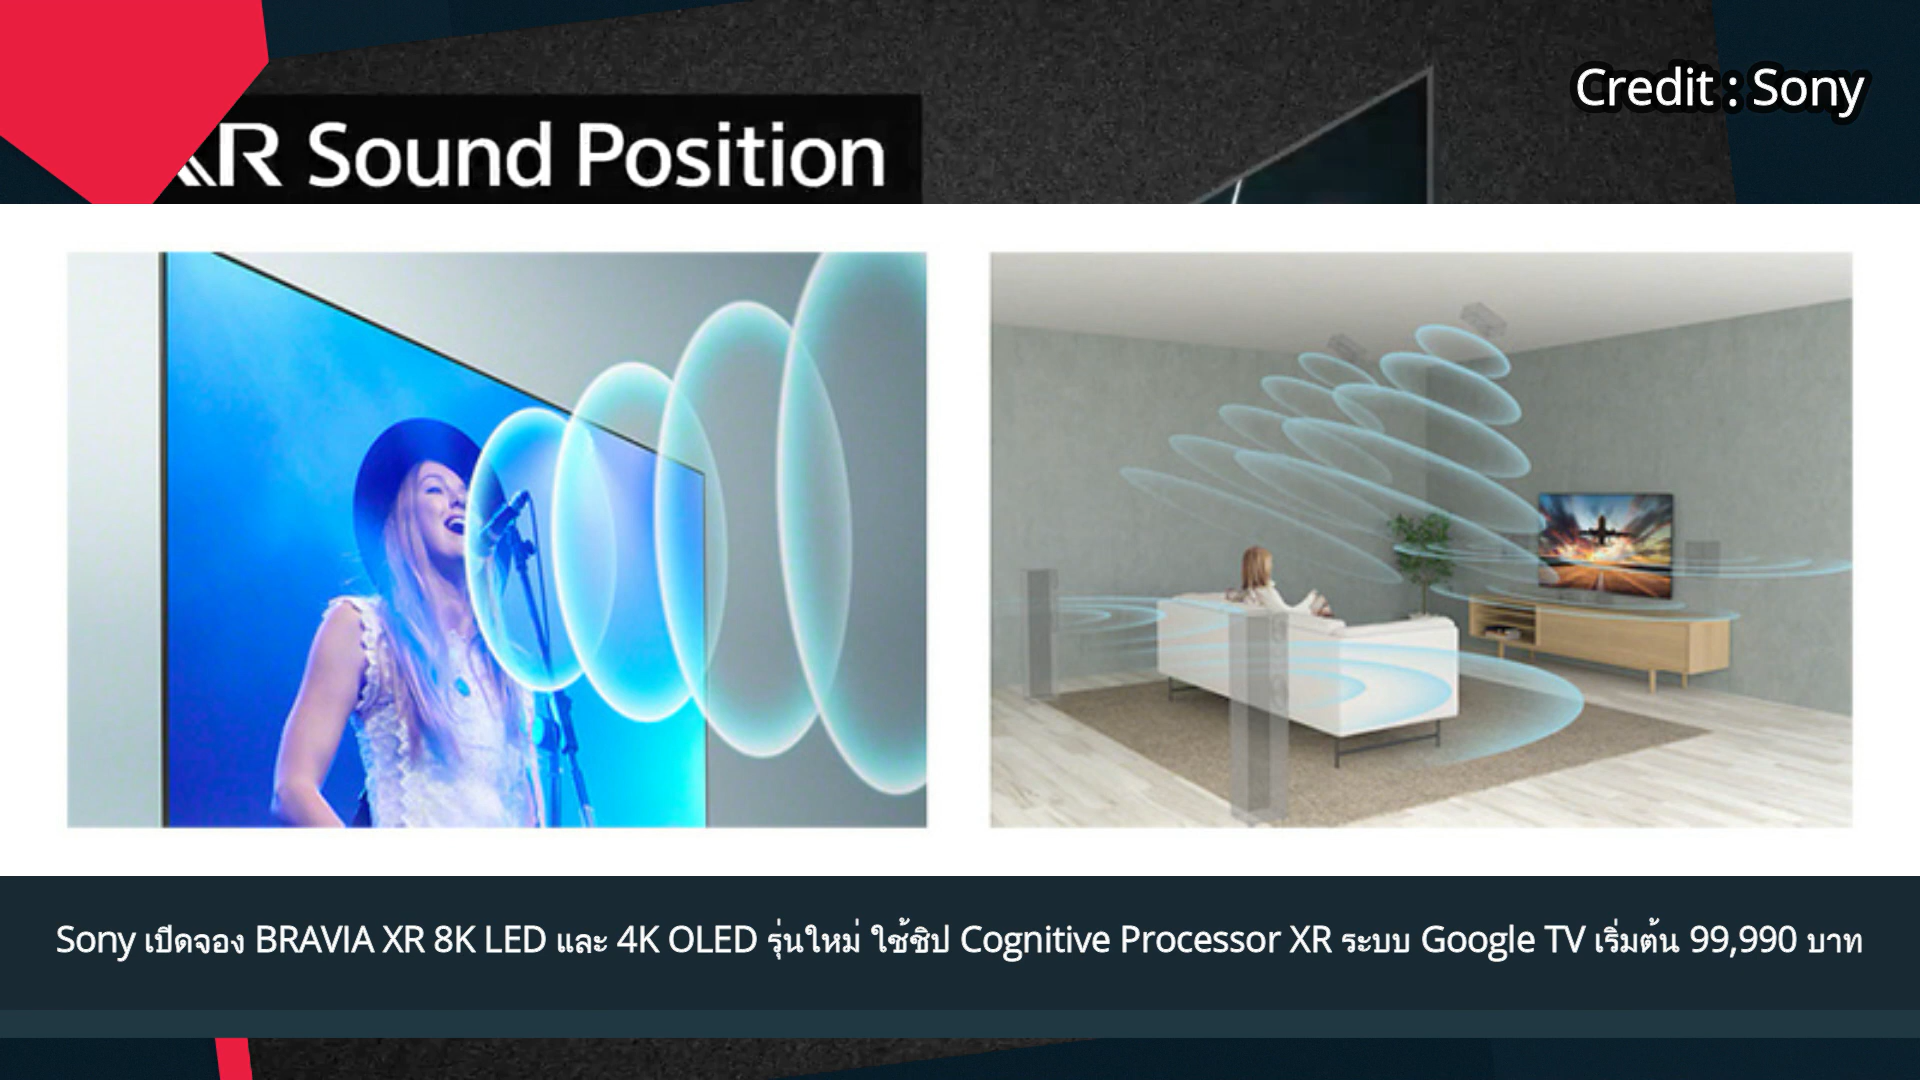 Credit : Sony
XR Sound Position
Sony เปิดจอง BRAVIA XR 8K LED และ 4K OLED รุ่นใหม่ ใช้ชิป Cognitive Processor XR ระบบ Google TV เริ่มต้น 99,990 บาท